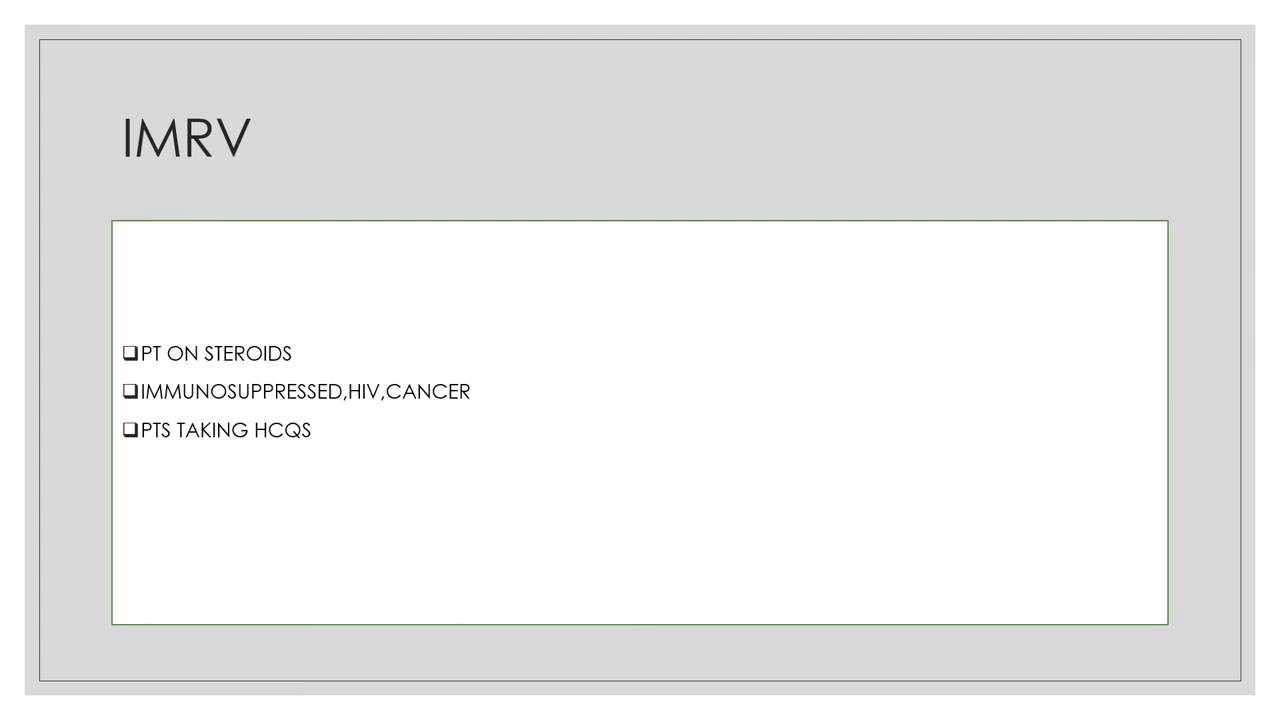 IMRV
❑PT ON STEROIDS
❑IMMUNOSUPPRESSED,HIV,CANCER
❑PTS TAKING HCQS